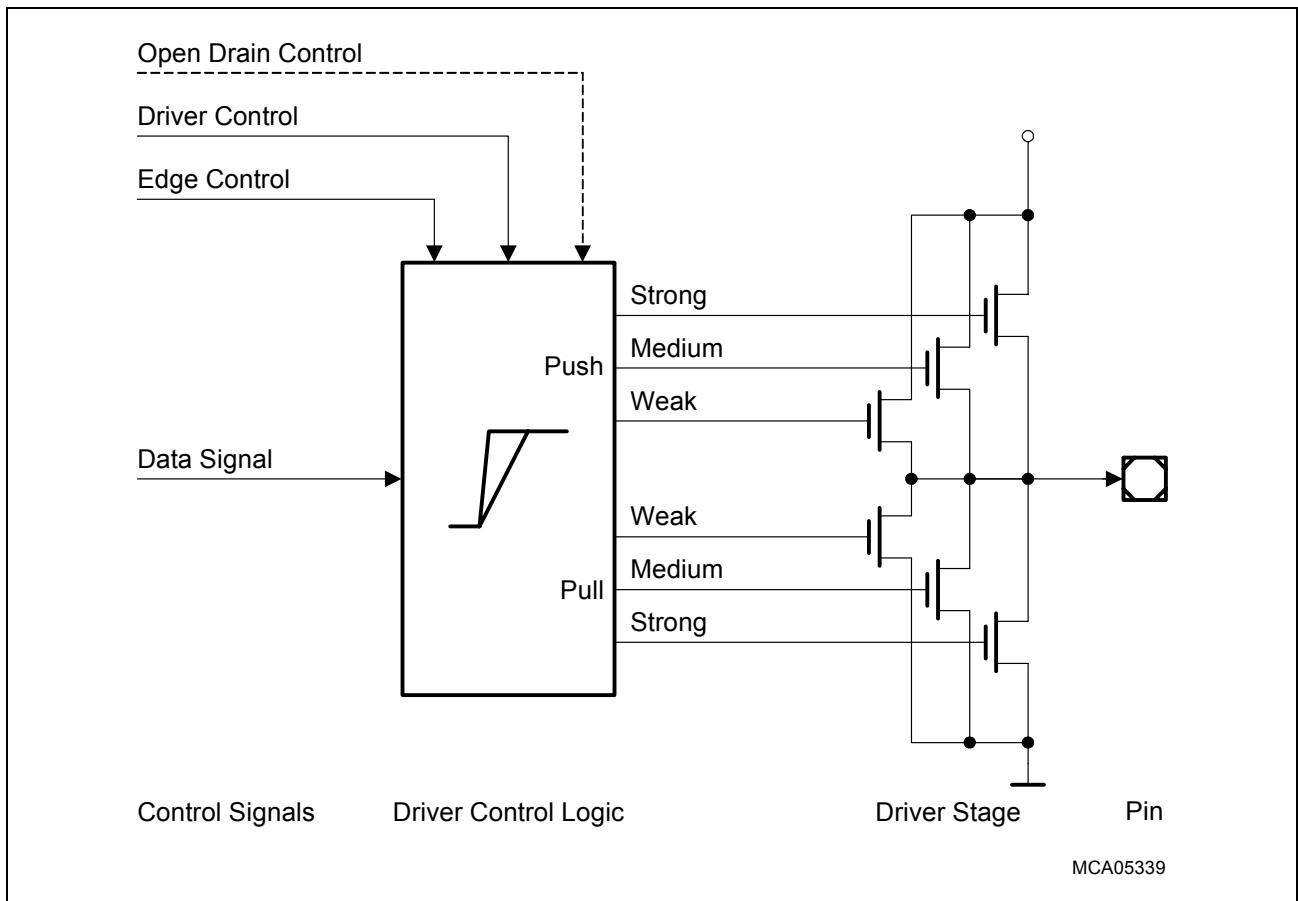 Open Drain Control
Driver Control
Edge Control
Strong
Medium
Push
Weak
Data Signal
Weak
Medium
Pull
Strong
Control Signals
Driver Control Logic
Driver Stage
Pin
MCA05339